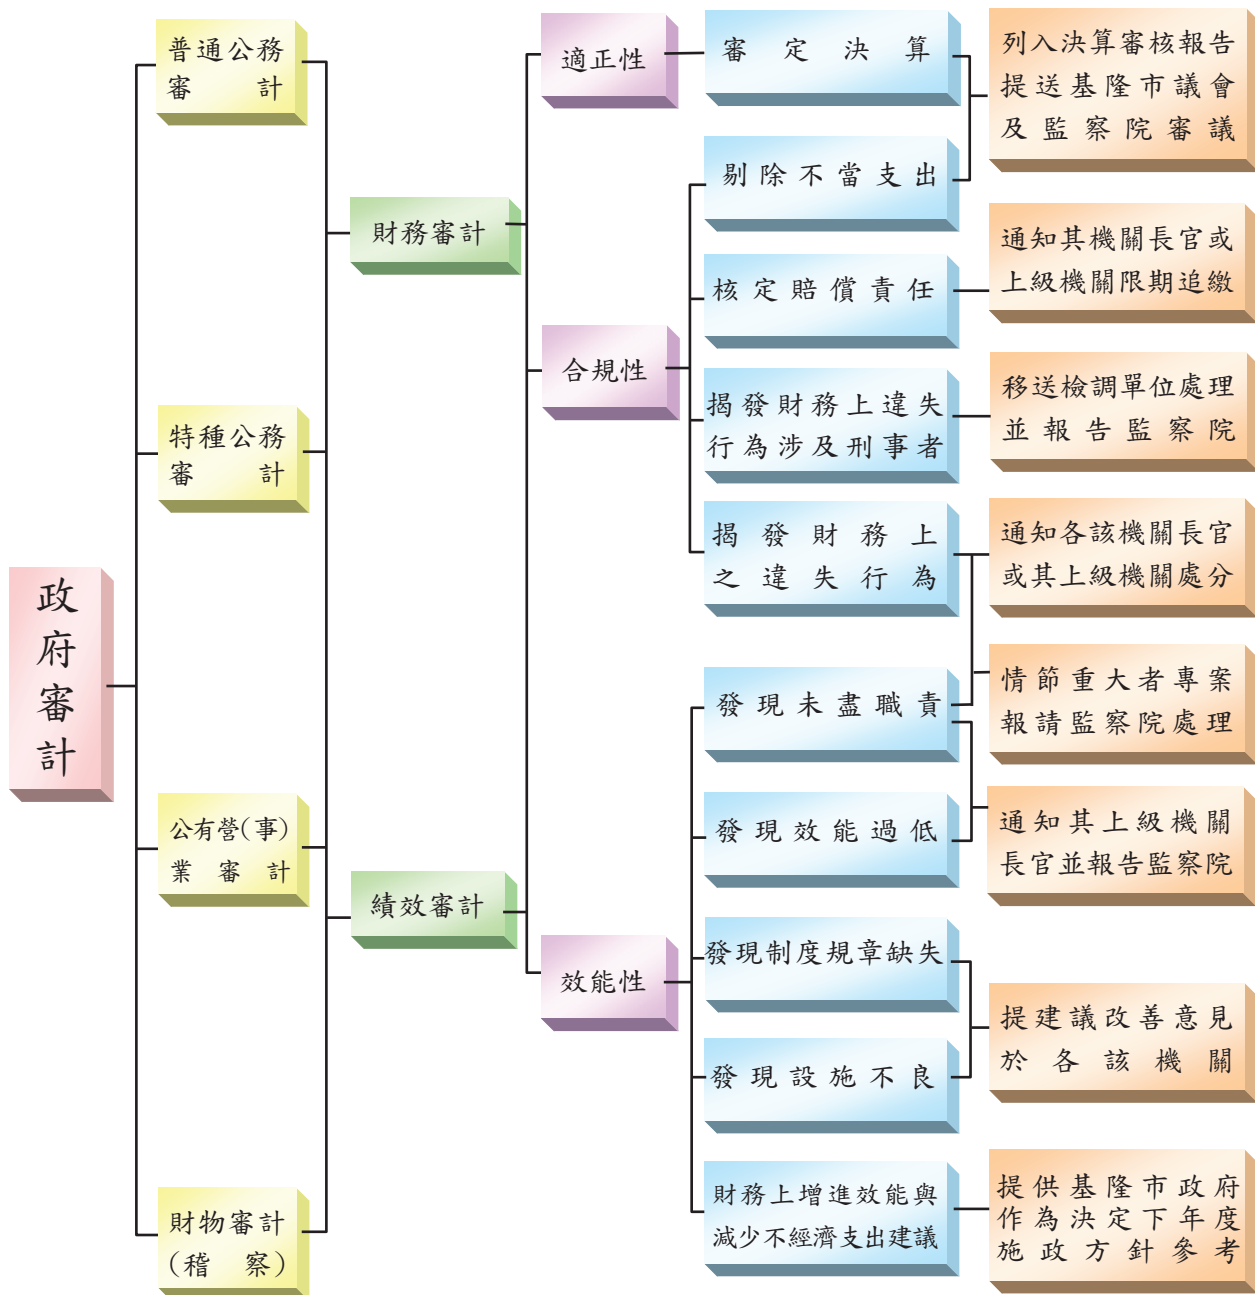 政府審計
普通公務
審計
特種公務
審計
公有營(事)
業審計
財物審計
(稽察)
財務審計
績效審計
適正性
合規性
效能性
審定決算
剔除不當支出
核定賠償責任
揭發財務上違失
行為涉及刑事者
揭發財務上
之違失行為
發現未盡職責
發現效能過低
發現制度規章缺失
發現設施不良
財務上增進效能與
減少不經濟支出建議
列入決算審核報告
提送基隆市議會
及監察院審議
通知其機關長官或
上級機關限期追繳
移送檢調單位處理
並報告監察院
通知各該機關長官
或其上級機關處分
情節重大者專案
報請監察院處理
通知其上級機關
長官並報告監察院
提建議改善意見
於各該機關
提供基隆市政府
作為決定下年度
施政方針參考